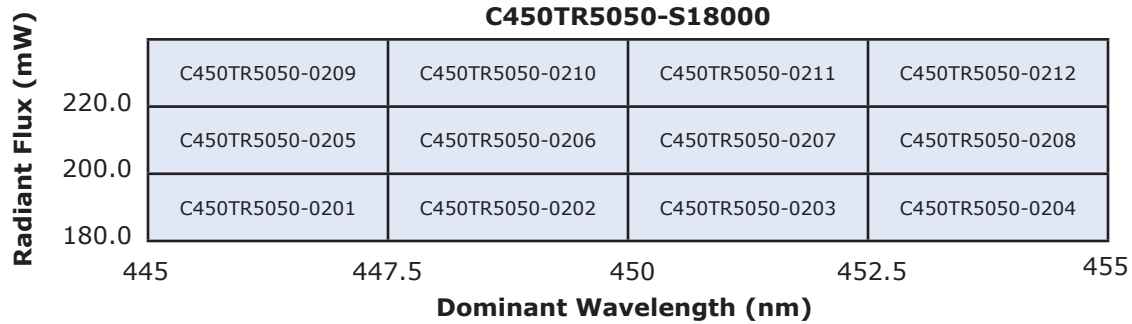 C450TR5050-S18000
Radiant Flux (mW)
C450TR5050-0209 C450TR5050-0210 C450TR5050-0211 C450TR5050-0212
220.0
C450TR5050-0205 C450TR5050-0206 C450TR5050-0207 C450TR5050-0208
200.0
C450TR5050-0201 C450TR5050-0202 C450TR5050-0203 C450TR5050-0204
180.0
445 447.5 450 452.5 455
Dominant Wavelength (nm)